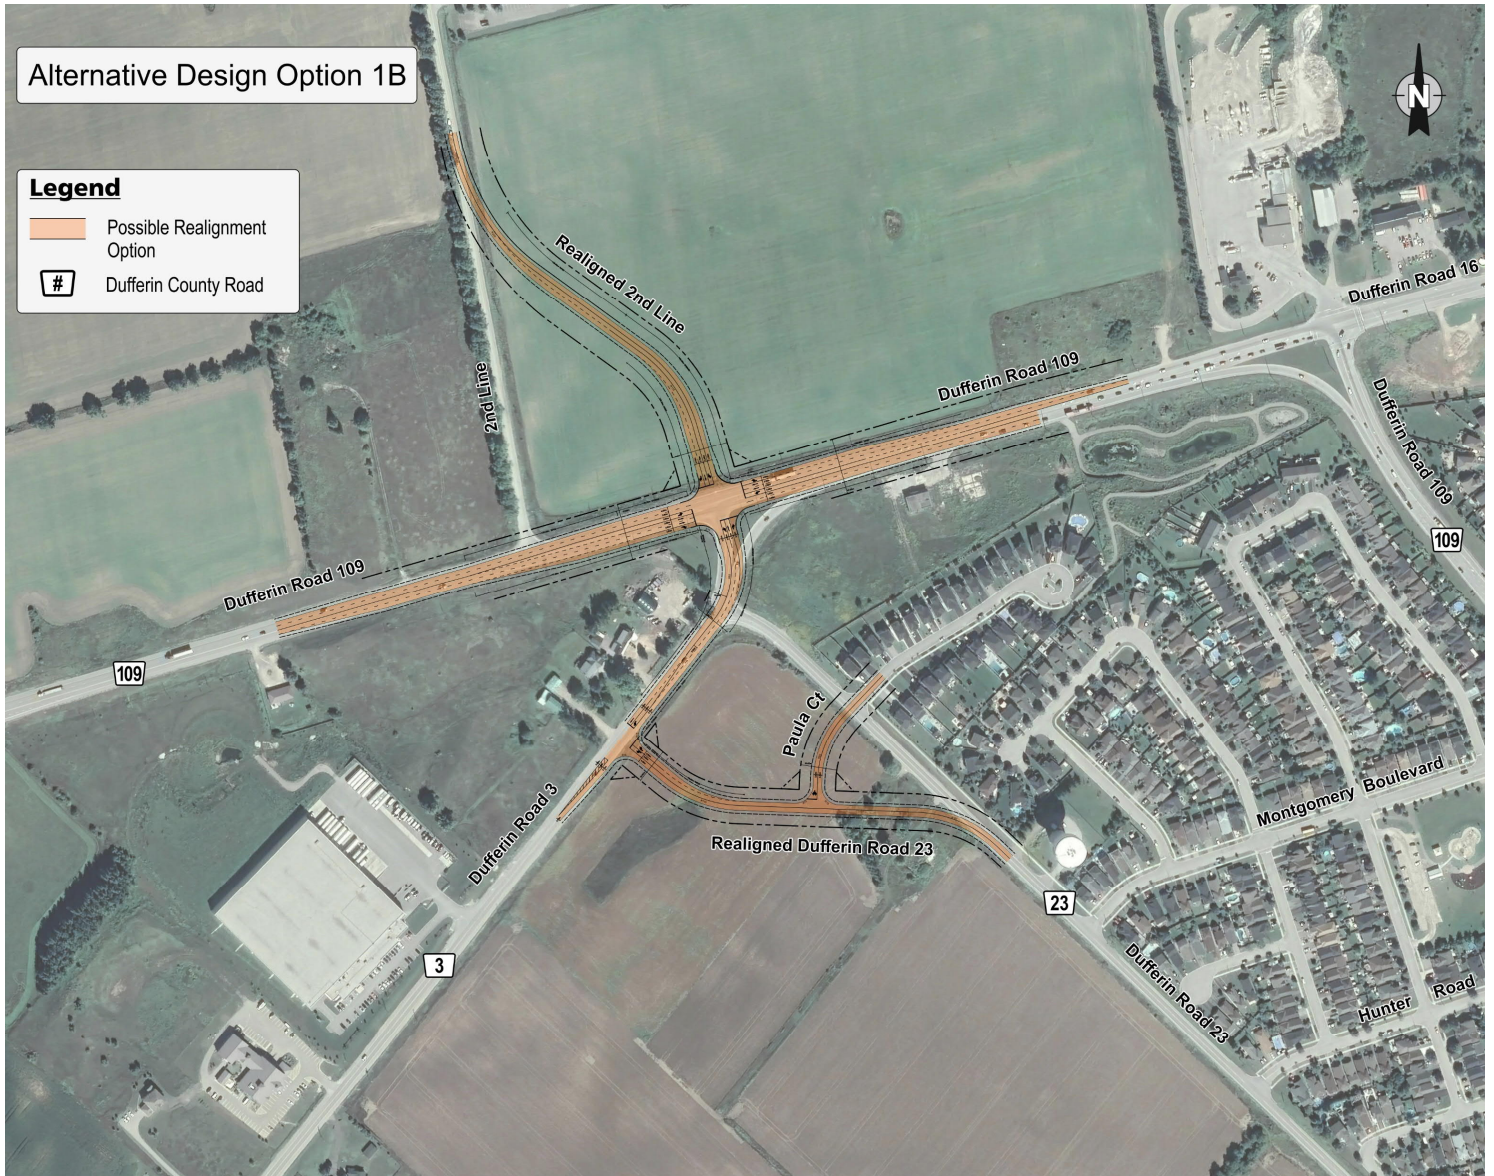 Alternative Design Option 1B
N
Legend
Possible Realignment
Option
#
Dufferin County Road
Realigned 2nd Line
Dufferin Road 16
2nd Line
Dufferin Road 109
Dufferin Road 109
109
Dufferin Road 109
109
Paula Ct
Montgomery Boulevard
Dufferin Road 3
Realigned Dufferin Road 23
23
3
Dufferin Road 23
Hunter Road